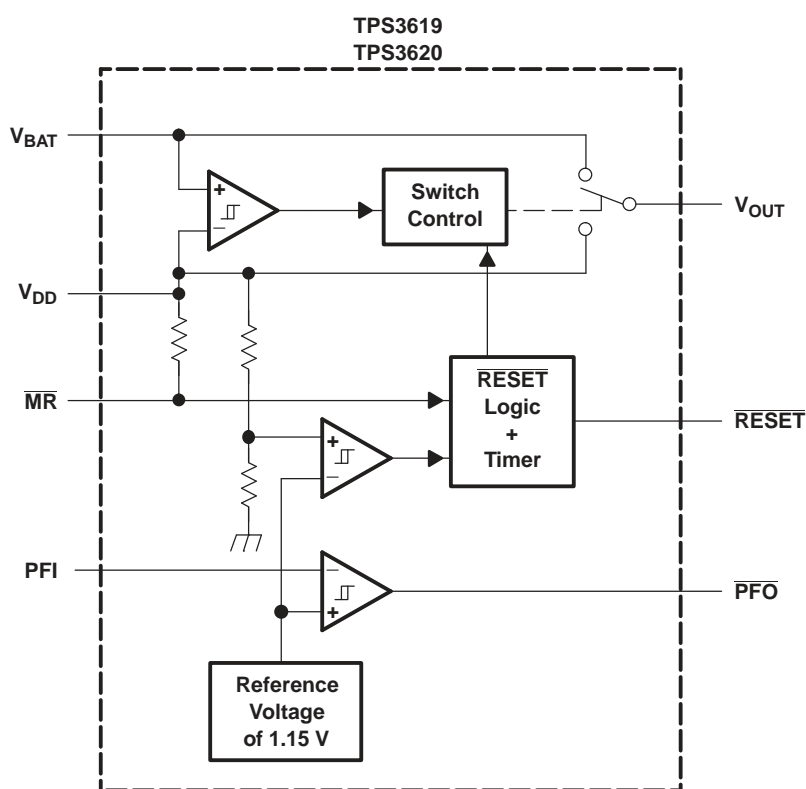 TPS3619
TPS3620
VBAT
+
−
Switch
Control
VOUT
VDD
MR
RESET
Logic
+
Timer
RESET
+
−
PFI
−
+
PFO
Reference
Voltage
of 1.15 V